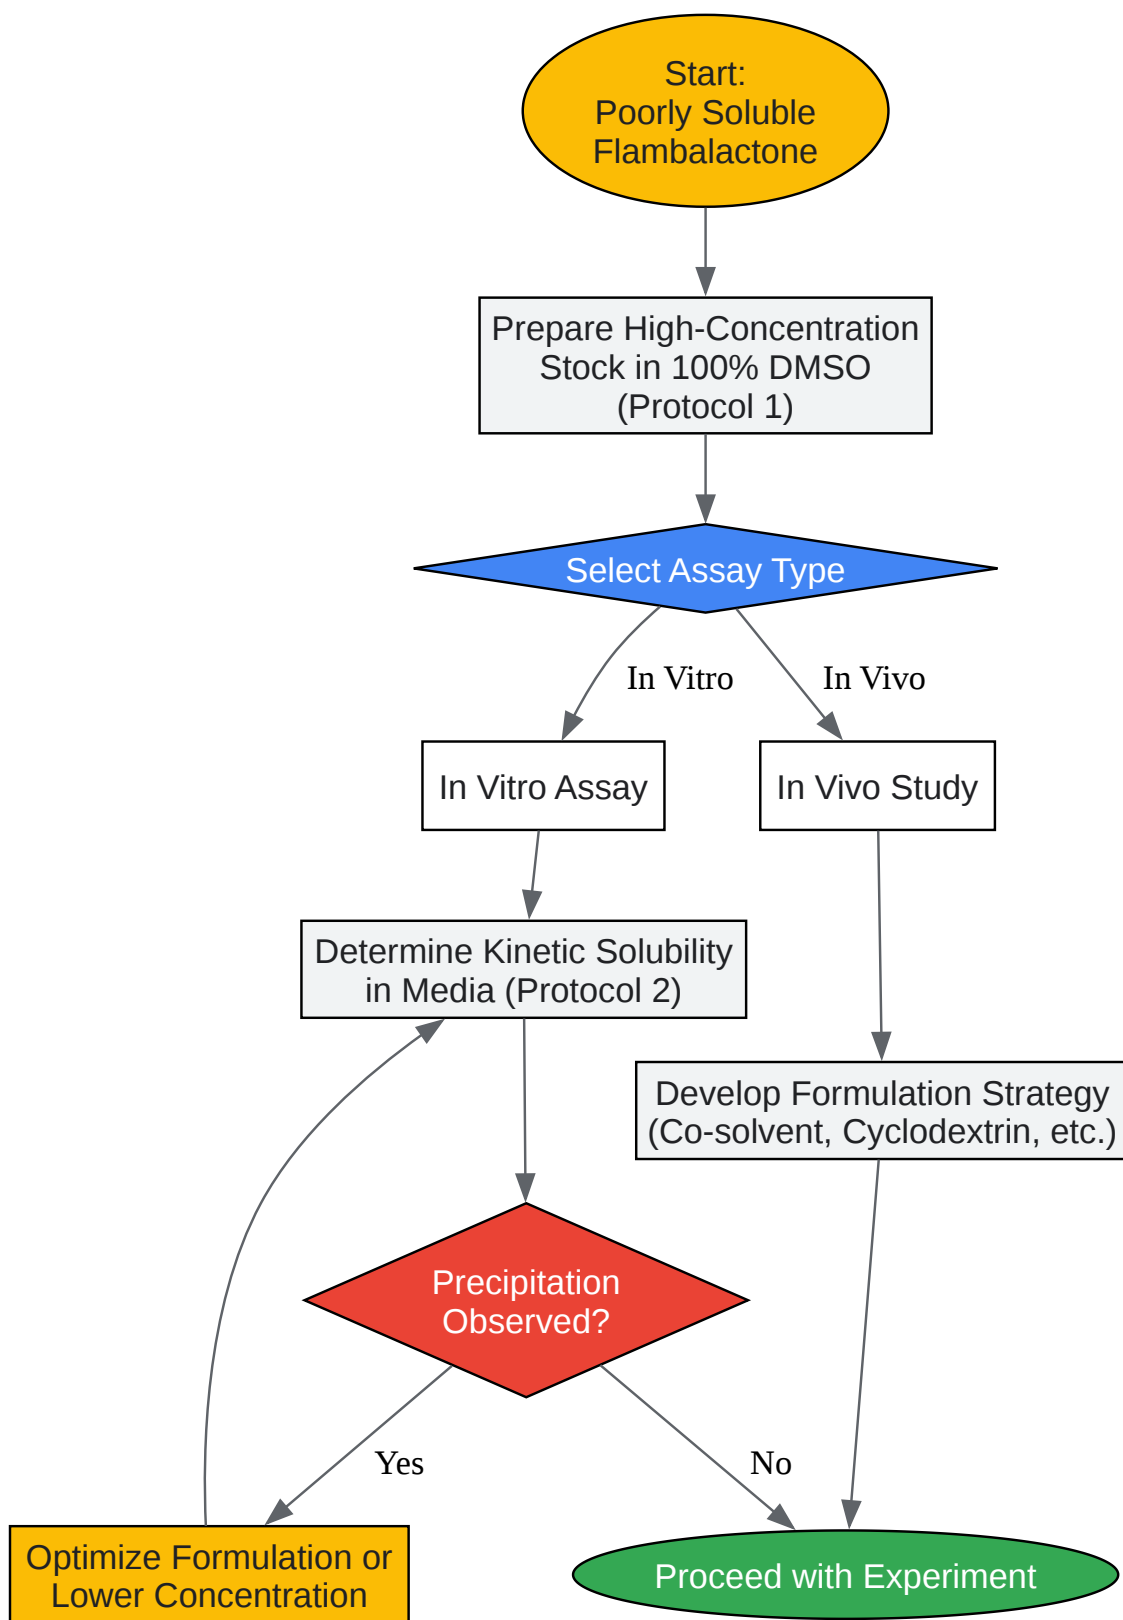 Start:
Poorly Soluble
Flambalactone
Prepare High-Concentration
Stock in 100% DMSO
(Protocol 1)
Select Assay Type
In Vitro
In Vivo
In Vitro Assay
In Vivo Study
Determine Kinetic Solubility
in Media (Protocol 2)
Develop Formulation Strategy
(Co-solvent, Cyclodextrin, etc.)
Precipitation
Observed?
Yes
No
Optimize Formulation or
Lower Concentration
Proceed with Experiment